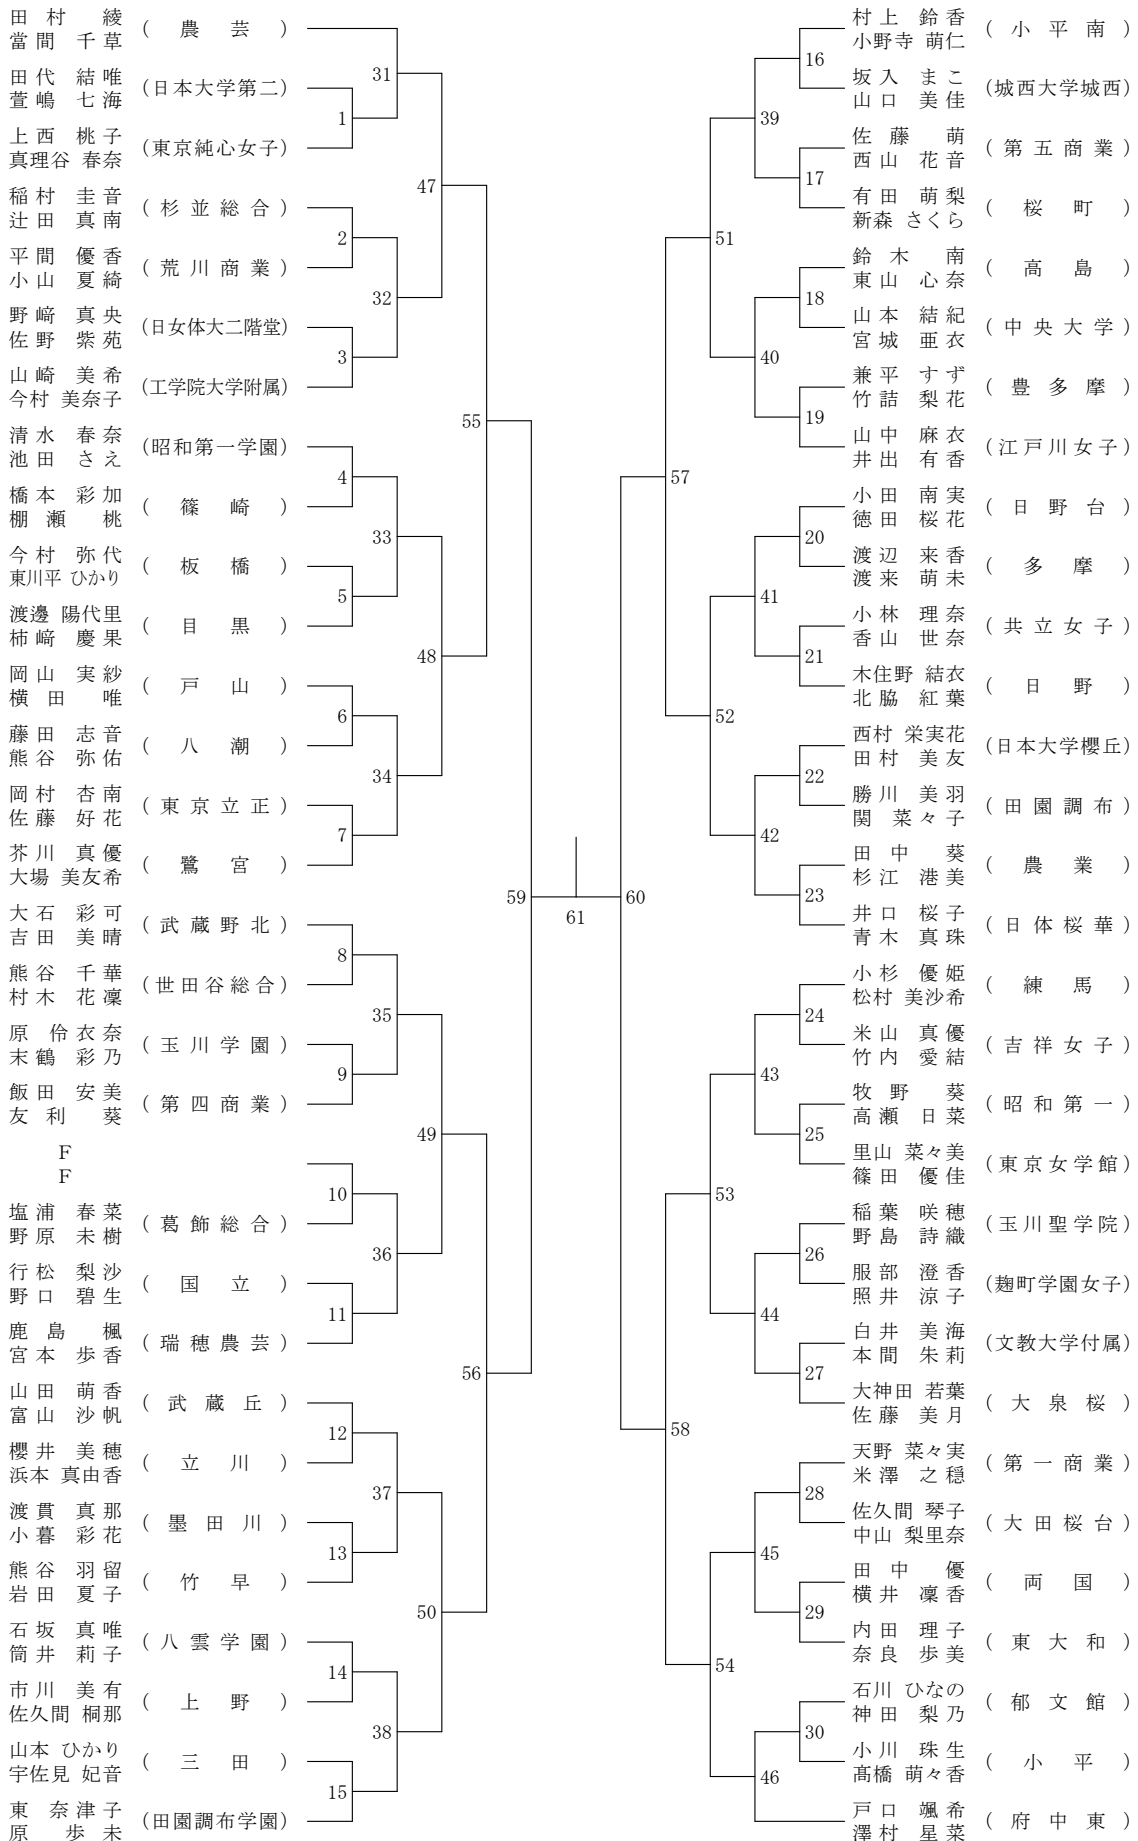 田村 綾
當間 千草
(農芸)
田代 結唯
萱嶋 七海
(日本大学第二)
上西 桃子
真理谷 春奈
(東京純心女子)
稲村 圭音
辻田 真南
(杉並総合)
平間 優香
小山 夏綺
(荒川商業)
野﨑 真央
佐野 紫苑
(日女体大二階堂)
山崎 美希
今村 美奈子
(工学院大学附属)
清水 春奈
池田 さえ
(昭和第一学園)
橋本 彩加
棚瀬 桃
(篠崎)
今村 弥代
東川平 ひかり
(板橋)
渡邊 陽代里
柿﨑 慶果
(目黒)
岡山 実紗
横田 唯
(戸山)
藤田 志音
熊谷 弥佑
(八潮)
岡村 杏南
佐藤 好花
(東京立正)
芥川 真優
大場 美友希
(鷺宮)
大石 彩可
吉田 美晴
(武蔵野北)
熊谷 千華
村木 花凜
(世田谷総合)
原 伶衣奈
末鶴 彩乃
(玉川学園)
飯田 安美
友利 葵
(第四商業)
F
F
塩浦 春菜
野原 未樹
(葛飾総合)
行松 梨沙
野口 碧生
(国立)
鹿島 楓
宮本 歩香
(瑞穂農芸)
山田 萌香
富山 沙帆
(武蔵丘)
櫻井 美穂
浜本 真由香
(立川)
渡貫 真那
小暮 彩花
(墨田川)
熊谷 羽留
岩田 夏子
(竹早)
石坂 真唯
筒井 莉子
(八雲学園)
市川 美有
佐久間 桐那
(上野)
山本 ひかり
宇佐見 妃音
(三田)
東 奈津子
原 歩未
(田園調布学園)
1
2
3
4
5
6
7
8
9
10
11
12
13
14
15
31
32
33
34
35
36
37
38
47
48
49
50
55
56
59
61
60
57
58
51
52
53
54
39
40
41
42
43
44
45
46
16
17
18
19
20
21
22
23
24
25
26
27
28
29
30
村上 鈴香
小野寺 萌仁
(小平南)
坂入 まこ
山口 美佳
(城西大学城西)
佐藤 萌
西山 花音
(第五商業)
有田 萌梨
新森 さくら
(桜町)
鈴木 南
東山 心奈
(高島)
山本 結紀
宮城 亜衣
(中央大学)
兼平 すず
竹詰 梨花
(豊多摩)
山中 麻衣
井出 有香
(江戸川女子)
小田 南実
徳田 桜花
(日野台)
渡辺 来香
渡来 萌未
(多摩)
小林 理奈
香山 世奈
(共立女子)
木住野 結衣
北脇 紅葉
(日野)
西村 栄実花
田村 美友
(日本大学櫻丘)
勝川 美羽
関 菜々子
(田園調布)
田中 葵
杉江 港美
(農業)
井口 桜子
青木 真珠
(日体桜華)
小杉 優姫
松村 美沙希
(練馬)
米山 真優
竹内 愛結
(吉祥女子)
牧野 葵
高瀬 日菜
(昭和第一)
里山 菜々美
篠田 優佳
(東京女学館)
稲葉 咲穂
野島 詩織
(玉川聖学院)
服部 澄香
照井 涼子
(麹町学園女子)
白井 美海
本間 朱莉
(文教大学付属)
大神田 若葉
佐藤 美月
(大泉桜)
天野 菜々実
米澤 之穏
(第一商業)
佐久間 琴子
中山 梨里奈
(大田桜台)
田中 優
横井 凜香
(両国)
内田 理子
奈良 歩美
(東大和)
石川 ひなの
神田 梨乃
(郁文館)
小川 珠生
髙橋 萌々香
(小平)
戸口 颯希
澤村 星菜
(府中東)